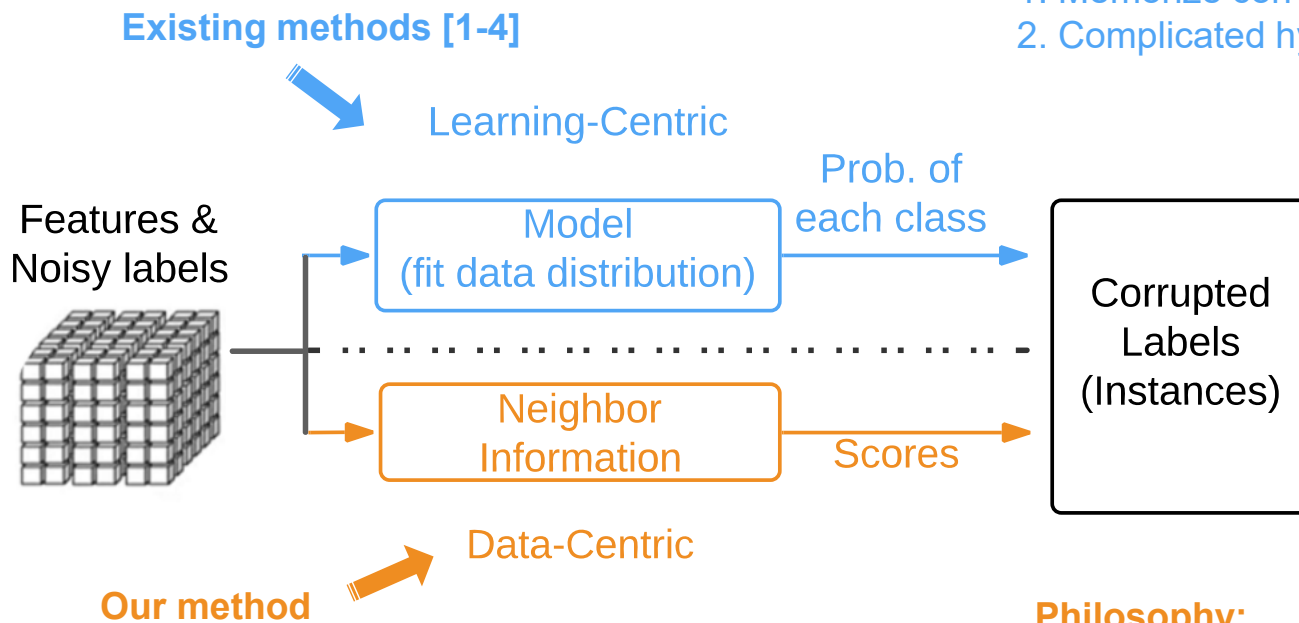 Existing methods [1-4]
2. Complicated
Learning-Centric
Prob. of
each class
Features &
Noisy labels
Model
(fit data distribution)
Corrupted
Labels
(Instances)
Neighbor
Information
Scores
Data-Centric
Our method
Philosophy: